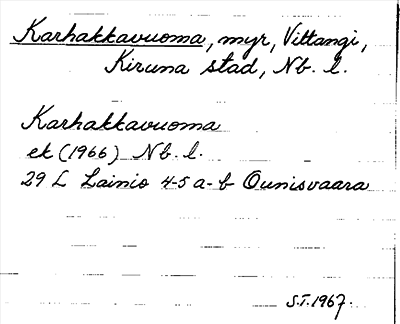 Karhakkavuoma, myr, Vittangi,
Kiruna stad, Nb. l.
Karhakkavuoma
ek (1966) Nb. l.
29 L Lainio 4-5 a-b Ounisvaara
S.T. 1967.